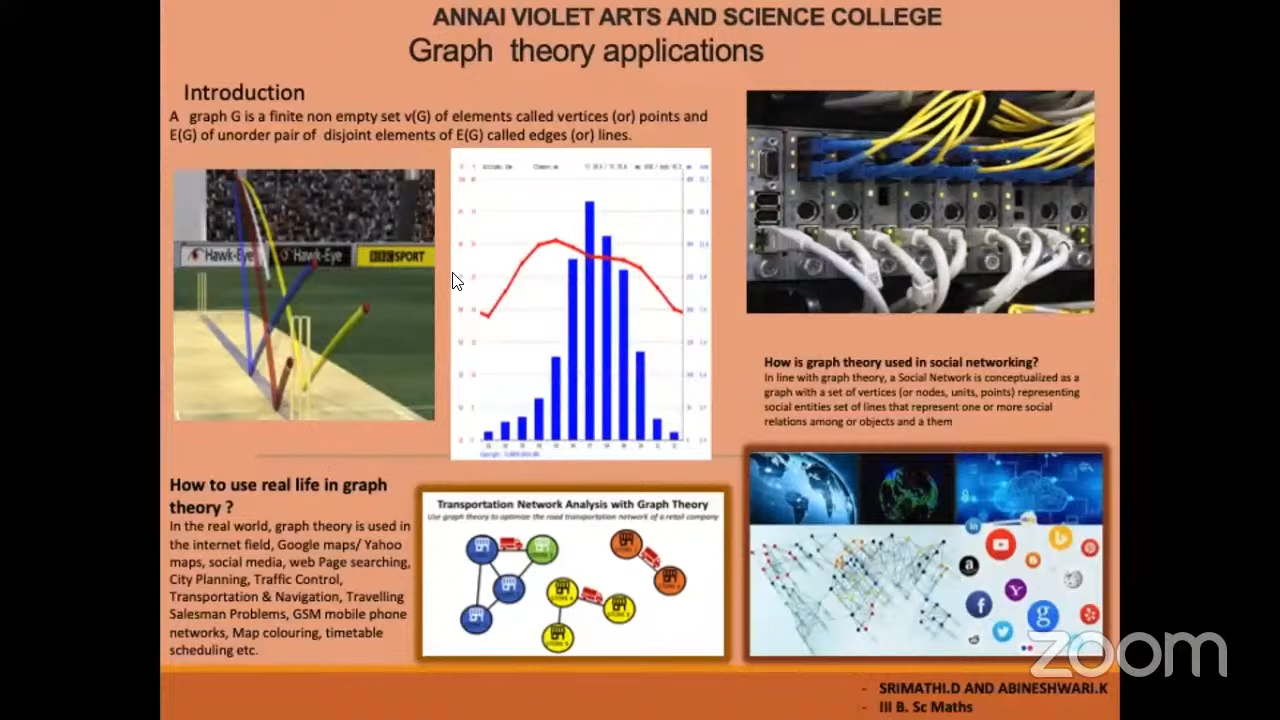 ANNAI VIOLET ARTS AND SCIENCE COLLEGE
Graph theory applications
Introduction
A graph G is a finite non empty set v(G) of elements called vertices (or) points and
E(G) of unorder pair of disjoint elements of E(G) called edges (or) lines.
Hawk-Eye
Hawk-Eye
BBC SPORT
How is graph theory used in social networking?
In line with graph theory, a Social Network is conceptualized as a
graph with a set of vertices (or nodes, units, points) representing
social entities set of lines that represent one or more social
relations among or objects and a them
How to use real life in graph
theory ?
In the real world, graph theory is used in
the internet field, Google maps/ Yahoo
maps, social media, web Page searching,
City Planning, Traffic Control,
Transportation & Navigation, Travelling
Salesman Problems, GSM mobile phone
networks, Map colouring, timetable
scheduling etc.
Transportation Network Analysis with Graph Theory
Use graph theory to optimize the road transportation network of a retail company
zoom
- SRIMATHI.D AND ABINESHWARI.K
- III B. Sc Maths